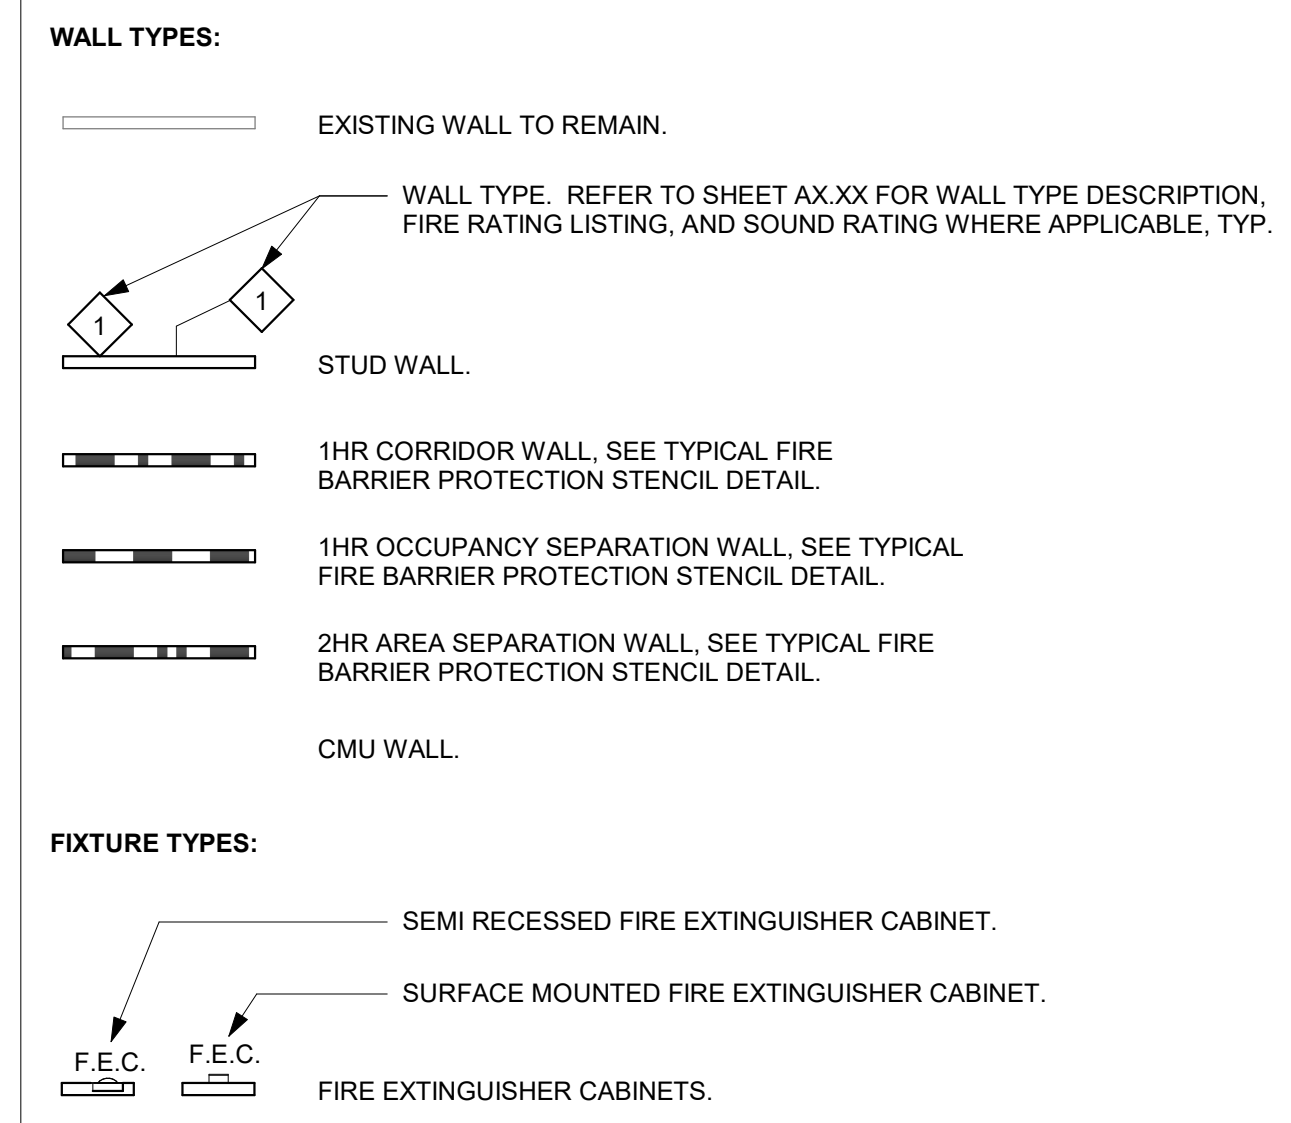 WALL TYPES:
EXISTING WALL TO REMAIN.
WALL TYPE.  REFER TO SHEET AX.XX FOR WALL TYPE DESCRIPTION,
FIRE RATING LISTING, AND SOUND RATING WHERE APPLICABLE, TYP.
1
1
STUD WALL.
1HR CORRIDOR WALL, SEE TYPICAL FIRE
BARRIER PROTECTION STENCIL DETAIL.
1HR OCCUPANCY SEPARATION WALL, SEE TYPICAL
FIRE BARRIER PROTECTION STENCIL DETAIL.
2HR AREA SEPARATION WALL, SEE TYPICAL FIRE
BARRIER PROTECTION STENCIL DETAIL.
CMU WALL.
FIXTURE TYPES:
SEMI RECESSED FIRE EXTINGUISHER CABINET.
SURFACE MOUNTED FIRE EXTINGUISHER CABINET.
F.E.C.
F.E.C.
FIRE EXTINGUISHER CABINETS.